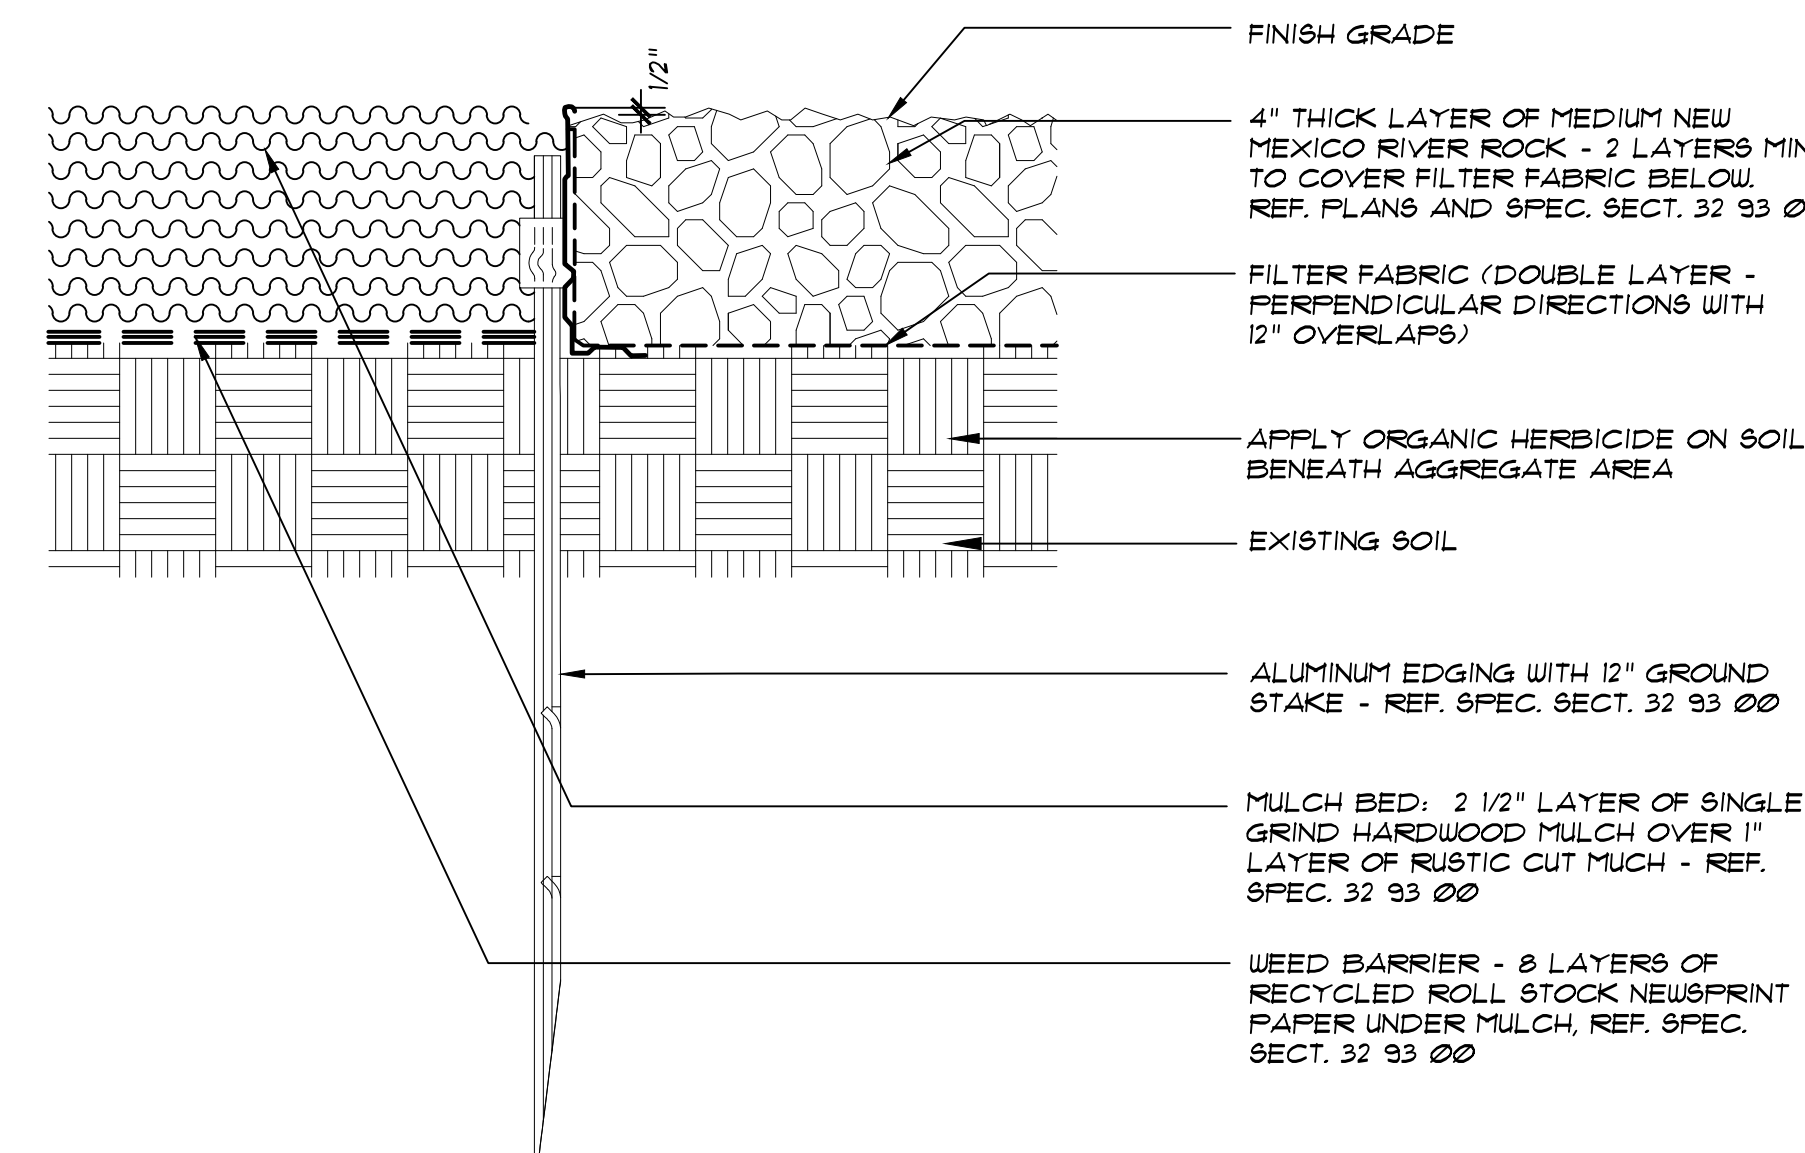 1/2"
FINISH GRADE
4" THICK LAYER OF MEDIUM NEW
MEXICO RIVER ROCK - 2 LAYERS MIN
TO COVER FILTER FABRIC BELOW.
REF. PLANS AND SPEC. SECT. 32 93 0
FILTER FABRIC (DOUBLE LAYER -
PERPENDICULAR DIRECTIONS WITH
12" OVERLAPS)
APPLY ORGANIC HERBICIDE ON SOIL
BENEATH AGGREGATE AREA
EXISTING SOIL
ALUMINUM EDGING WITH 12" GROUND
STAKE - REF. SPEC. SECT. 32 93 00
MULCH BED: 2 1/2" LAYER OF SINGLE
GRIND HARDWOOD MULCH OVER 1"
LAYER OF RUSTIC CUT MUCH - REF.
SPEC. 32 93 00
WEED BARRIER - 8 LAYERS OF
RECYCLED ROLL STOCK NEWSPRINT
PAPER UNDER MULCH, REF. SPEC.
SECT. 32 93 00